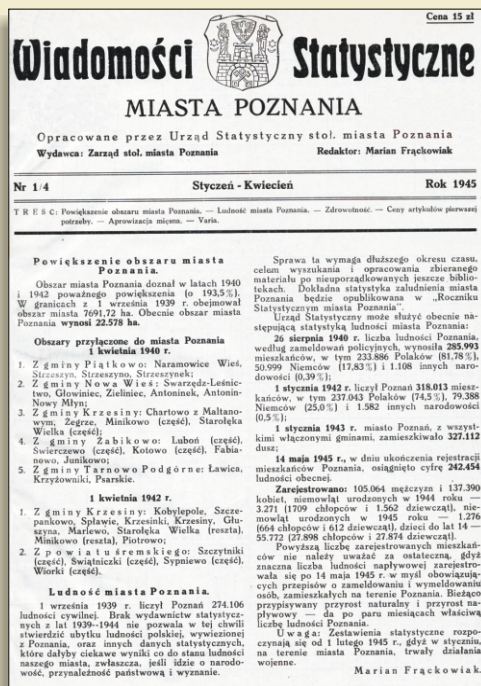 Cena 15 zł
Wiadomości Statystyczne
MIASTA POZNANIA
Opracowane przez Urząd Statystyczny stoł. miasta Poznania
Wydawca: Zarząd stoł. miasta Poznania Redaktor: Marian Frąckowiak
Nr 1/4 Styczeń - Kwiecień Rok 1945
TREŚĆ: Powiększenie obszaru miasta Poznania. — Ludność miasta Poznania. — Zdrowotność. — Ceny artykułów pierwszej
potrzeby. — Aprowizacja mięsna. — Varia.
Powiększenie obszaru miasta
Poznania.
Obszar miasta Poznania doznał w latach 1940
i 1942 poważnego powiększenia (o 193,5%).
W granicach z 1 września 1939 r. obejmował
obszar miasta 7691,72 ha. Obecnie obszar miasta
Poznania wynosi 22.578 ha.
Obszary przyłączone do miasta Poznania
1 kwietnia 1940 r.
1. Z gminy Piątkowo: Naramowice Wieś,
Strzeszyn, Strzeszyno, Strzeszynek;
2. Z gminy Nowa Wieś: Swarzędz-Leśnic-
two, Główniec, Zieliniec, Antoninek, Antonin-
Nowy Młyn;
3. Z gminy Krzesiny: Chartowo z Maltano-
wym, Żegrze, Minikowo (część), Starołęka
Wielka (część);
4. Z gminy Żabikowo: Luboń (część),
Świerczewo (część), Kotowo (część), Fabia-
nowo, Junikowo;
5. Z gminy Tarnowo Podgórne: Ławica,
Krzyżowniki, Psarskie.
1 kwietnia 1942 r.
1. Z gminy Krzesiny: Kobylepole, Szcze-
pankowo, Spławie, Krzesinki, Krzesiny, Głu-
szyna, Marlewo, Starołęka Wielka (reszta),
Minikowo (reszta), Piotrowo;
2. Z powiatu śremskiego: Szczytniki
(część), Świątniczki (część), Sypniewo (część),
Wiorki (część).
Ludność miasta Poznania.
1 września 1939 r. liczył Poznań 274.106
ludności cywilnej. Brak wydawnictw statystycz-
nych z lat 1939-1944 nie pozwala w tej chwili
stwierdzić ubytku ludności polskiej, wywiezionej
z Poznania, oraz innych danych statystycznych,
które dałyby ciekawe wyniki co do stanu ludności
naszego miasta, zwłaszcza, jeśli idzie o narodo-
wość, przynależność państwową i wyznanie.
Sprawa ta wymaga dłuższego okresu czasu,
celem wyszukania i opracowania zbieranego
materiału po nieuporządkowanych jeszcze biblio-
tekach. Dokładna statystyka zaludnienia miasta
Poznania będzie opublikowana w „Roczniku
Statystycznym miasta Poznania".
Urząd Statystyczny może służyć obecnie na-
stępującą statystyką ludności miasta Poznania:
26 sierpnia 1940 r. liczba ludności Poznania,
według zameldowań policyjnych, wynosiła 285.993
mieszkańców, w tym 233.886 Polaków (81,78%),
50.999 Niemców (17,83%) i 1.108 innych naro-
dowości (0,39%);
1 stycznia 1942 r. liczył Poznań 318.013 miesz-
kańców, w tym 237.043 Polaków (74,5%), 79.388
Niemców (25,0%) i 1.582 innych narodowości
(0,5%);
1 stycznia 1943 r. miasto Poznań, z wszyst-
kimi włączonymi gminami, zamieszkiwało 327.112
dusz;
14 maja 1945 r., w dniu ukończenia rejestracji
mieszkańców Poznania, osiągnięto cyfrę 242.454
ludności obecnej.
Zarejestrowano: 105.064 mężczyzn i 137.390
kobiet, niemowląt urodzonych w 1944 roku —
3.271 (1709 chłopców i 1.562 dziewcząt), nie-
mowląt urodzonych w 1945 roku — 1.276
(664 chłopców i 612 dziewcząt), dzieci do lat 14 —
55.772 (27.898 chłopców i 27.874 dziewcząt).
Powyższą liczbę zarejestrowanych mieszkań-
ców nie należy uważać za ostateczną, gdyż
znaczna liczba ludności napływowej zarejestro-
wała się po 14 maja 1945 r. w myśl obowiązują-
cych przepisów o zameldowaniu i wymeldowaniu
osób, zamieszkałych na terenie Poznania. Bieżąco
przypisywany przyrost naturalny i przyrost na-
pływowy — da po paru miesiącach właściwą
liczbę ludności Poznania.
Uwaga: Zestawienia statystyczne rozpo-
czynają się od 1 lutego 1945 r., gdyż w styczniu,
na terenie miasta Poznania, trwały działania
wojenne.
Marian Frąckowiak.